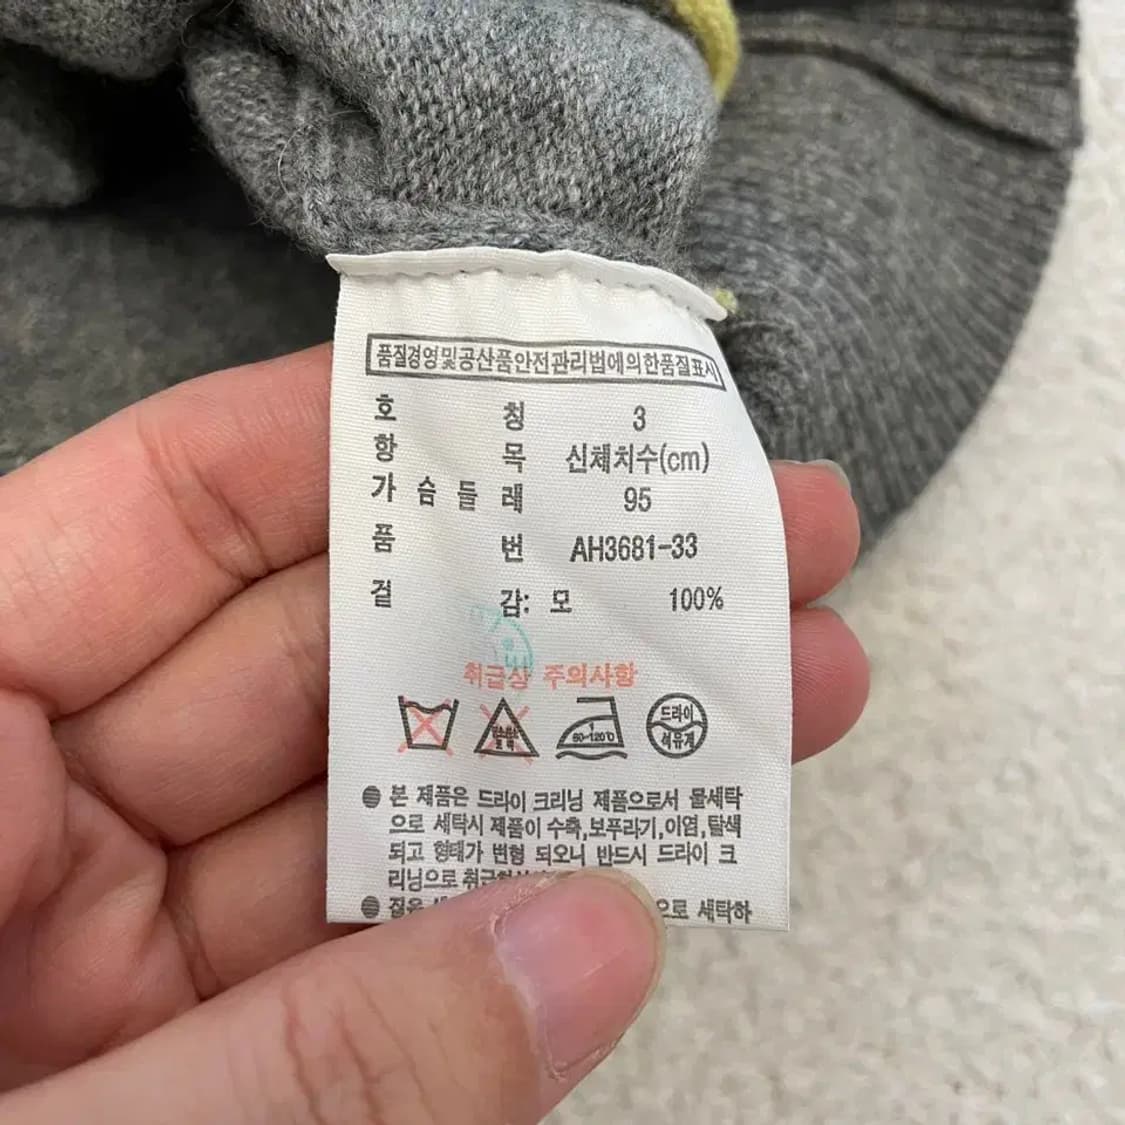 품질경영및공산품안전관리법에의한품질표시
호 칭 3
항 목 신체치수(cm)
가 슴 둘 레 95
품 번 AH3681-33
겉 감: 모 100%
취급상 주의사항
60-120℃
드라이
석유계
● 본 제품은 드라이 크리닝 제품으로서 물세탁
으로 세탁시 제품이 수축,보푸라기,이염,탈색
되고 형태가 변형 되오니 반드시 드라이 크
리닝으로
● 짙은 으로 세탁하